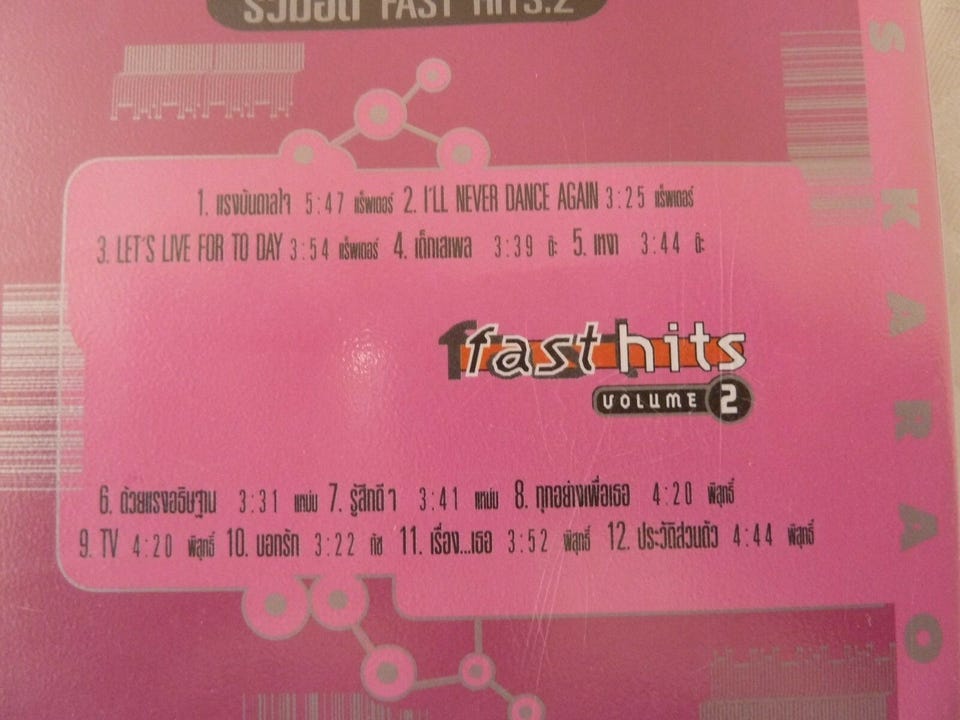 รวมฮิต FAST HITS.2
1. แรงบันดาลใจ 5:47 แร็พเตอร์ 2. I'LL NEVER DANCE AGAIN 3:25 แร็พเตอร์
3. LET'S LIVE FOR TO DAY 3:54 แร็พเตอร์ 4. เด็กเสเพล 3:39 ต๊ะ 5. เทงา 3:44 ต๊ะ
fast hits
VOLUME 2
6. ด้วยแรงอธิษฐาน 3:31 แหม่ม 7. รู้สึกดี ๆ 3:41 แหม่ม 8. ทุกอย่างเพื่อเธอ 4:20 พิสุทธิ์
9. TV 4:20 พิสุทธิ์ 10. บอกรัก 3:22 ทัช 11. เรื่อง...เธอ 3:52 พิสุทธิ์ 12. ประวัติส่วนตัว 4:44 พิสุทธิ์
S KARAO